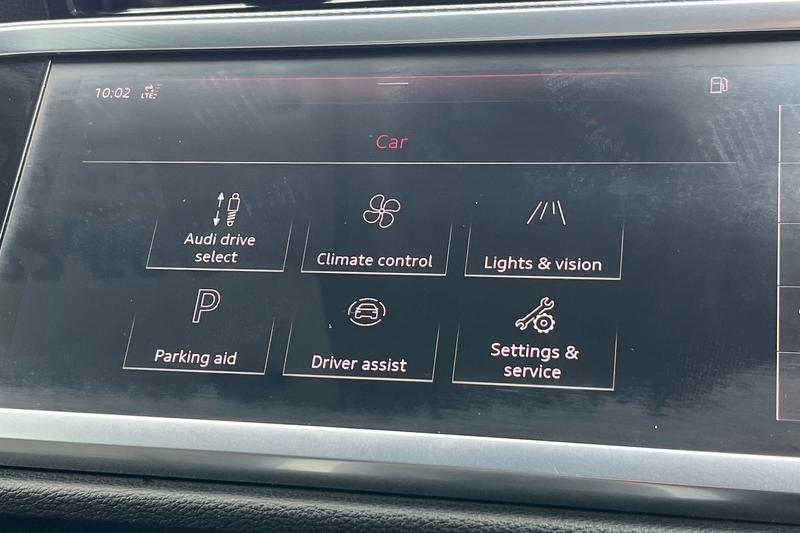 10:02 LTE
Car
Audi drive
select
Climate control
Lights & vision
P
Parking aid
Driver assist
Settings &
service